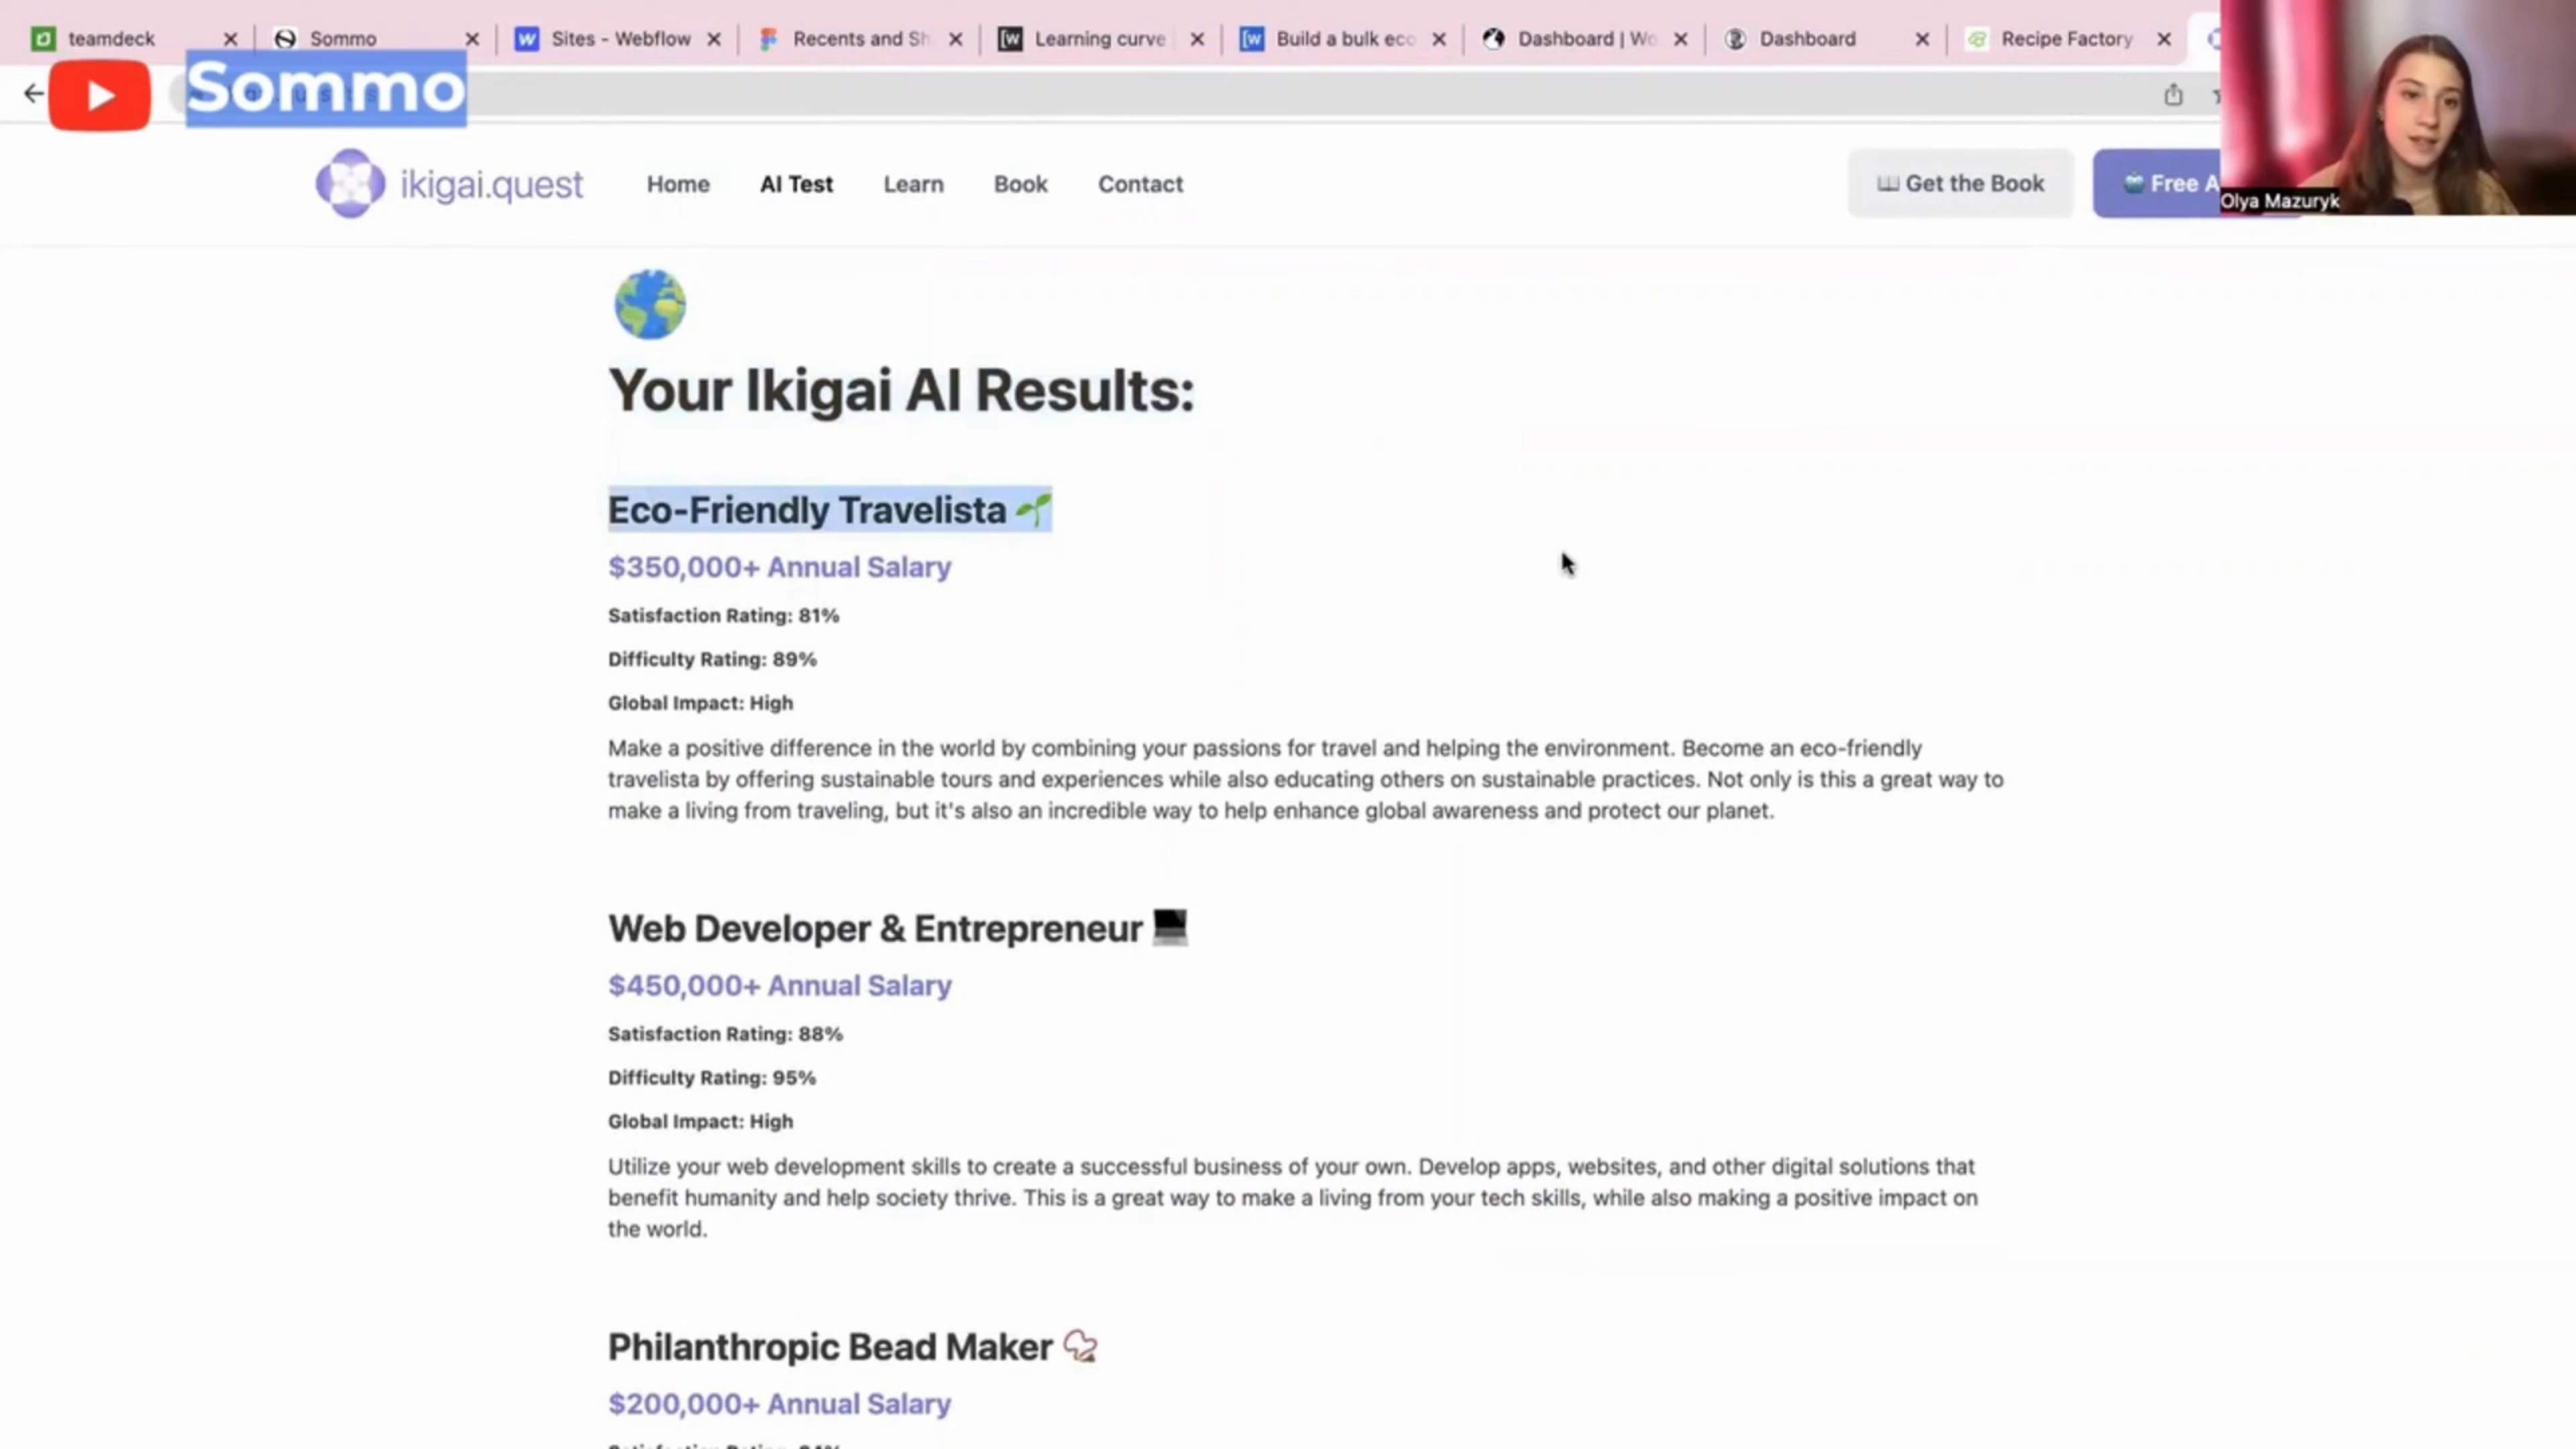 teamdeck
Sommo
Sites - Webflow
Recents and Sh
Learning curve
Build a bulk eco
Dashboard | Wo
Dashboard
Recipe Factory
Sommo
ikigai.quest
Home
AI Test
Learn
Book
Contact
Get the Book
Free A
Olya Mazuryk
Your Ikigai AI Results:
Eco-Friendly Travelista
$350,000+ Annual Salary
Satisfaction Rating: 81%
Difficulty Rating: 89%
Global Impact: High
Make a positive difference in the world by combining your passions for travel and helping the environment. Become an eco-friendly
travelista by offering sustainable tours and experiences while also educating others on sustainable practices. Not only is this a great way to
make a living from traveling, but it's also an incredible way to help enhance global awareness and protect our planet.
Web Developer & Entrepreneur
$450,000+ Annual Salary
Satisfaction Rating: 88%
Difficulty Rating: 95%
Global Impact: High
Utilize your web development skills to create a successful business of your own. Develop apps, websites, and other digital solutions that
benefit humanity and help society thrive. This is a great way to make a living from your tech skills, while also making a positive impact on
the world.
Philanthropic Bead Maker
$200,000+ Annual Salary